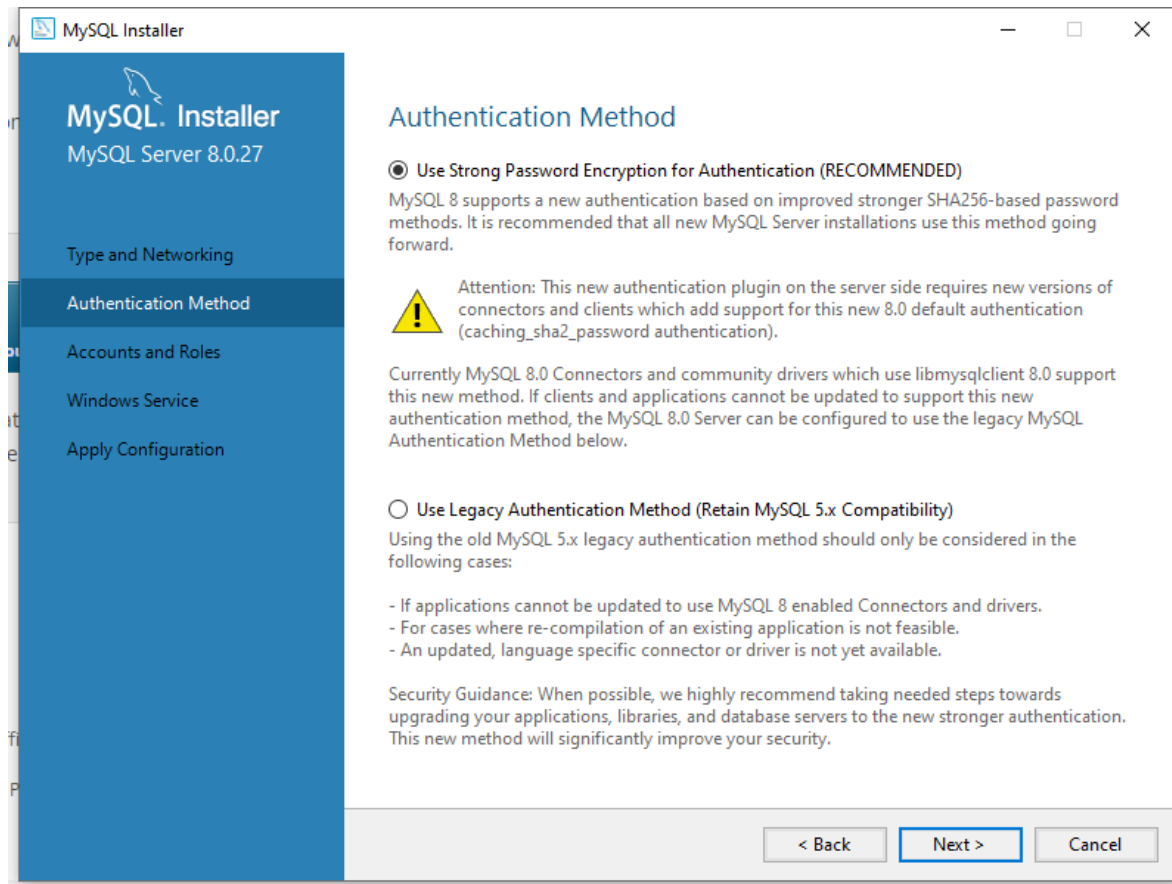 MySQL Installer
MySQL. Installer
MySQL Server 8.0.27
Type and Networking
Authentication Method
Accounts and Roles
Windows Service
Apply Configuration
Authentication Method
Use Strong Password Encryption for Authentication (RECOMMENDED)
MySQL 8 supports a new authentication based on improved stronger SHA256-based password
methods. It is recommended that all new MySQL Server installations use this method going
forward.
Attention: This new authentication plugin on the server side requires new versions of
connectors and clients which add support for this new 8.0 default authentication
(caching_sha2_password authentication).
Currently MySQL 8.0 Connectors and community drivers which use libmysqlclient 8.0 support
this new method. If clients and applications cannot be updated to support this new
authentication method, the MySQL 8.0 Server can be configured to use the legacy MySQL
Authentication Method below.
Use Legacy Authentication Method (Retain MySQL 5.x Compatibility)
Using the old MySQL 5.x legacy authentication method should only be considered in the
following cases:
- If applications cannot be updated to use MySQL 8 enabled Connectors and drivers.
- For cases where re-compilation of an existing application is not feasible.
- An updated, language specific connector or driver is not yet available.
Security Guidance: When possible, we highly recommend taking needed steps towards
upgrading your applications, libraries, and database servers to the new stronger authentication.
This new method will significantly improve your security.
< Back
Next >
Cancel